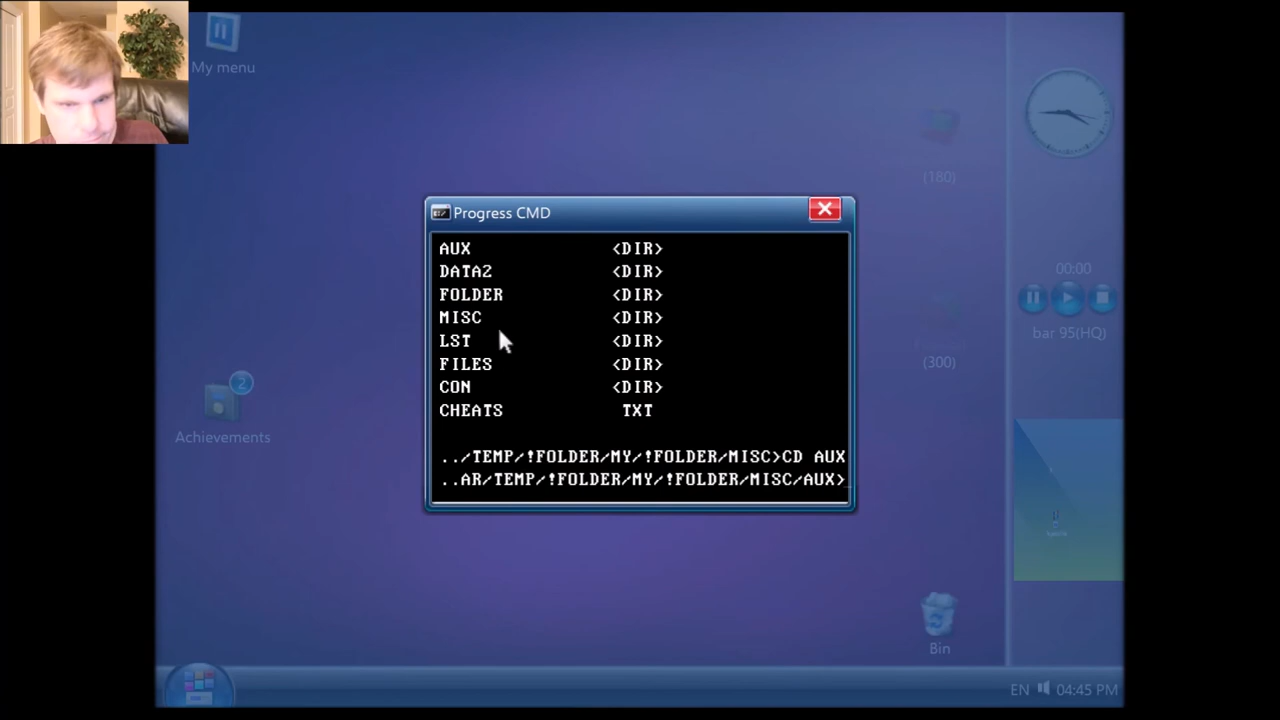 My menu
(180)
Progress CMD
AUX <DIR>
DATA2 <DIR>
FOLDER <DIR>
MISC <DIR>
LST <DIR>
FILES <DIR>
CON <DIR>
CHEATS TXT
../TEMP/!FOLDER/MY/!FOLDER/MISC>CD AUX
..AR/TEMP/!FOLDER/MY/!FOLDER/MISC/AUX>_
00:00
bar 95(HQ)
(300)
2
Achievements
Bin
EN 04:45 PM